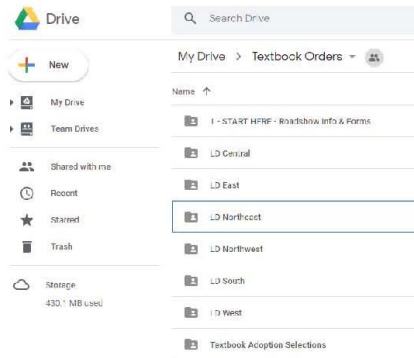 Drive
Search Drive
New
My Drive > Textbook Orders
Name ↑
My Drive
Team Drives
Shared with me
Recent
Starred
Trash
Storage
430.1 MB used
1 - START HERE - Roadshow Info & Forms
LD Central
LD East
LD Northeast
LD Northwest
LD South
LD West
Textbook Adoption Selections